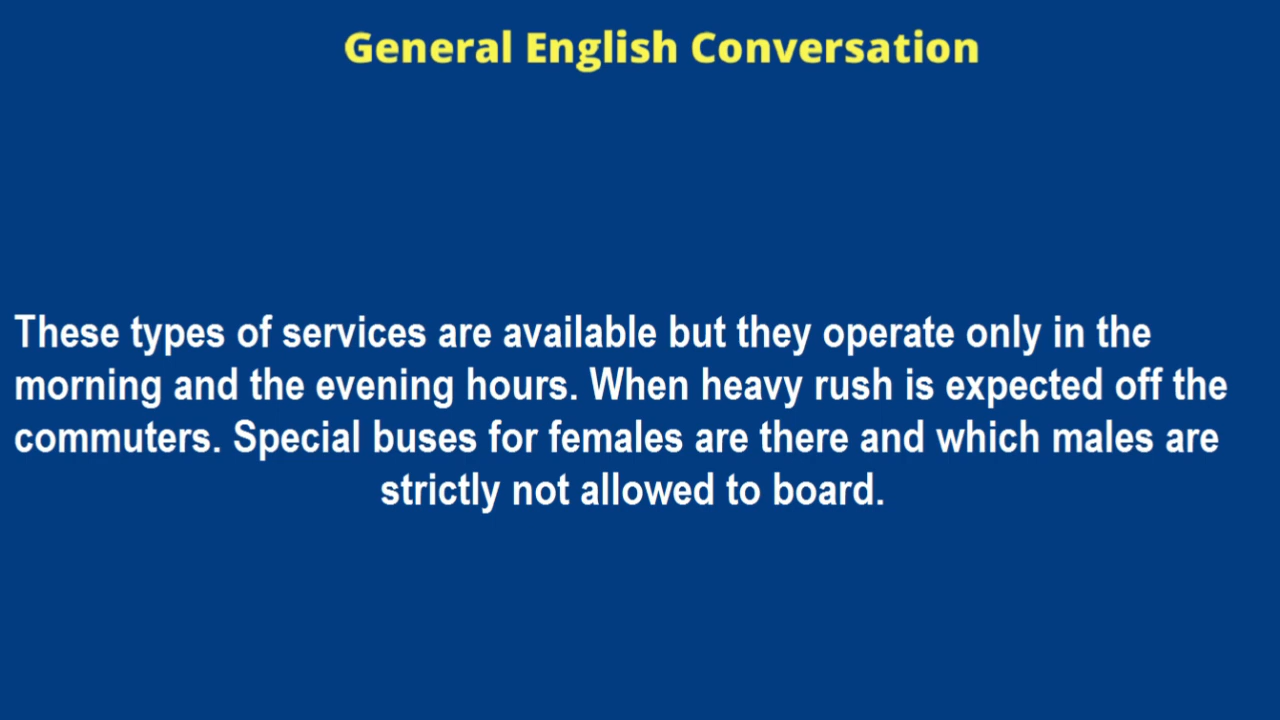 General English Conversation
These types of services are available but they operate only in the
morning and the evening hours. When heavy rush is expected off the
commuters. Special buses for females are there and which males are
strictly not allowed to board.